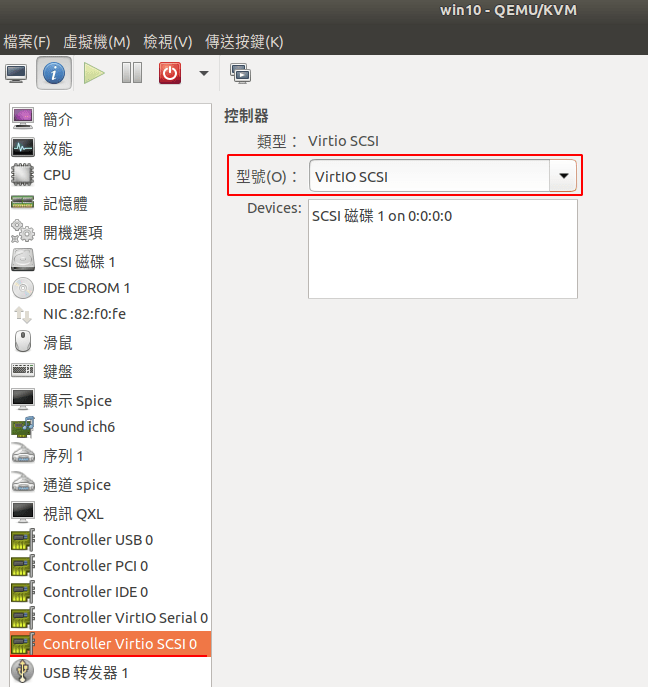 win10 - QEMU/KVM
檔案(F) 虛擬機(M) 檢視(V) 傳送按鍵(K)
簡介
效能
CPU
記憶體
開機選項
SCSI 磁碟 1
IDE CDROM 1
NIC :82:f0:fe
滑鼠
鍵盤
顯示 Spice
Sound ich6
序列 1
通道 spice
視訊 QXL
Controller USB 0
Controller PCI 0
Controller IDE 0
Controller VirtIO Serial 0
Controller Virtio SCSI 0
USB 转发器 1
控制器
類型： Virtio SCSI
型號(O)： VirtIO SCSI
Devices: SCSI 磁碟 1 on 0:0:0:0